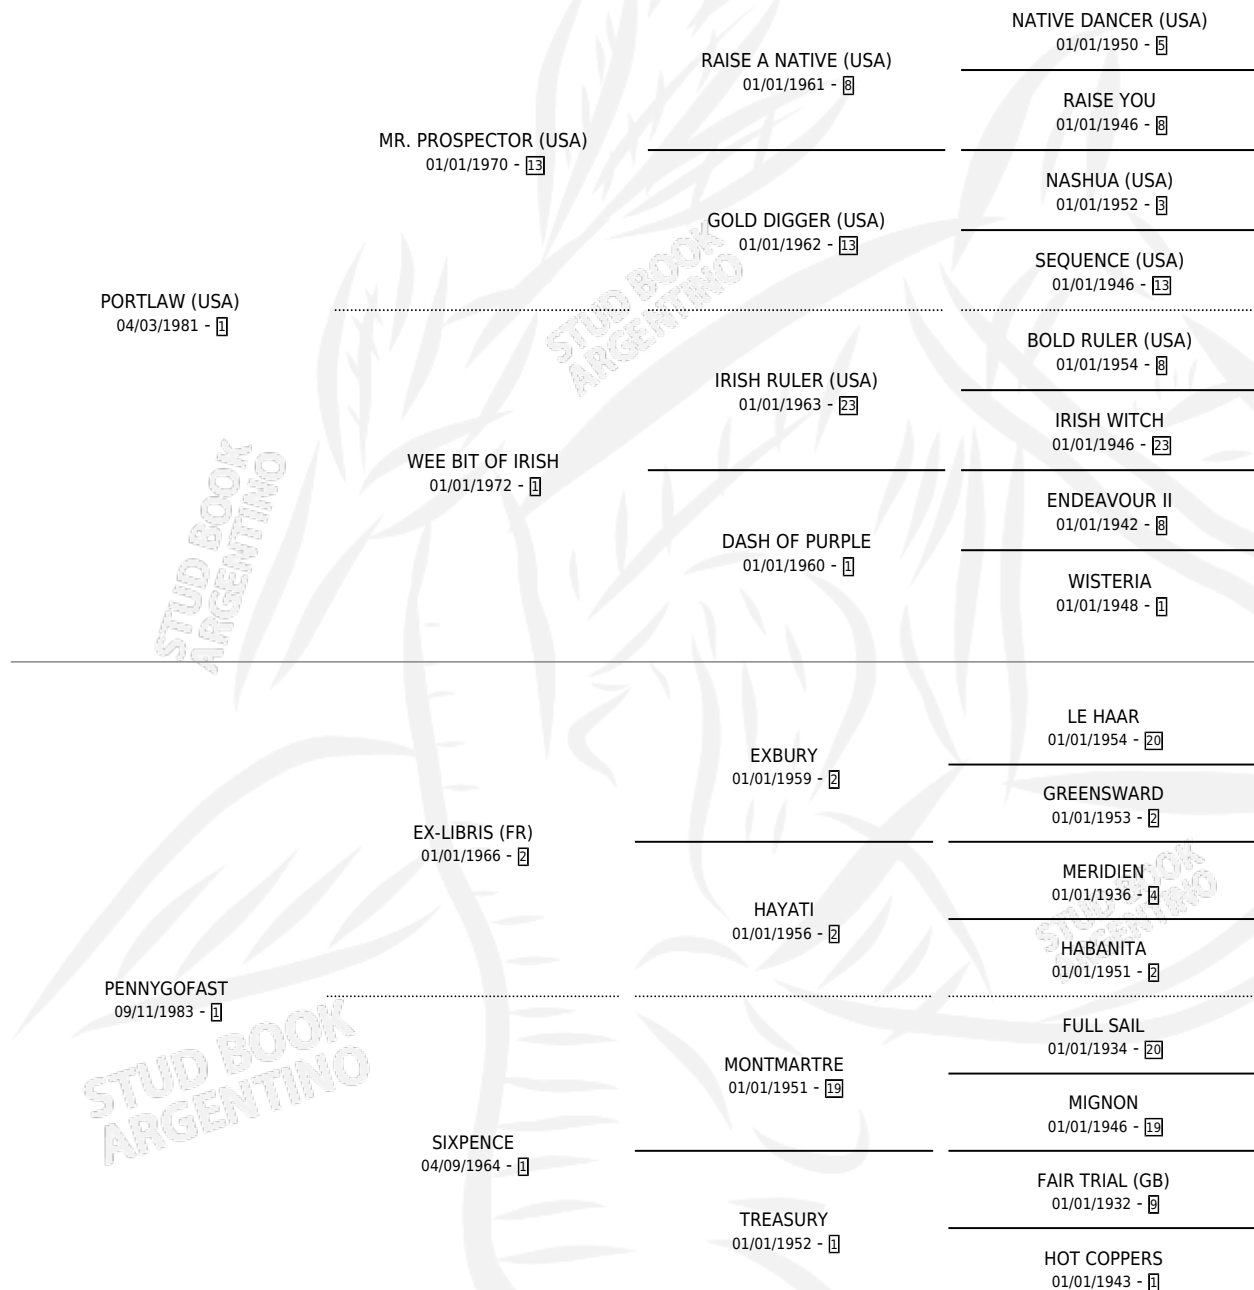 NATIVE DANCER (USA)
01/01/1950 - 5
RAISE A NATIVE (USA)
01/01/1961 - 8
RAISE YOU
01/01/1946 - 8
MR. PROSPECTOR (USA)
01/01/1970 - 13
NASHUA (USA)
01/01/1952 - 3
GOLD DIGGER (USA)
01/01/1962 - 13
SEQUENCE (USA)
01/01/1946 - 13
PORTLAW (USA)
04/03/1981 - 1
BOLD RULER (USA)
01/01/1954 - 8
IRISH RULER (USA)
01/01/1963 - 23
IRISH WITCH
01/01/1946 - 23
WEE BIT OF IRISH
01/01/1972 - 1
ENDEAVOUR II
01/01/1942 - 8
DASH OF PURPLE
01/01/1960 - 1
WISTERIA
01/01/1948 - 1
LE HAAR
01/01/1954 - 20
EXBURY
01/01/1959 - 2
GREENSWARD
01/01/1953 - 2
EX-LIBRIS (FR)
01/01/1966 - 2
MERIDIEN
01/01/1936 - 4
HAYATI
01/01/1956 - 2
HABANITA
01/01/1951 - 2
PENNYGOFAST
09/11/1983 - 1
FULL SAIL
01/01/1934 - 20
MONTMARTRE
01/01/1951 - 19
MIGNON
01/01/1946 - 19
SIXPENCE
04/09/1964 - 1
FAIR TRIAL (GB)
01/01/1932 - 9
TREASURY
01/01/1952 - 1
HOT COPPERS
01/01/1943 - 1
STUD BOOK
ARGENTINO
STUD BOOK
ARGENTINO
STUD BOOK
ARGENTINO
STUD BOOK
ARGENTINO